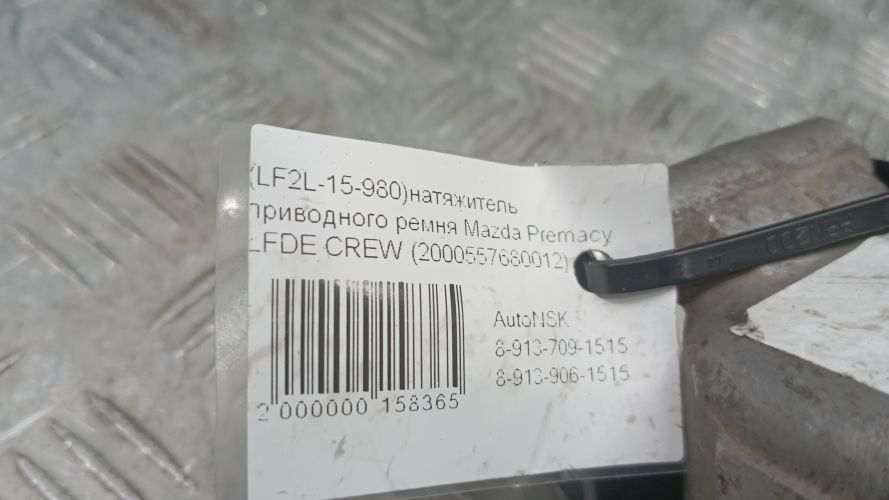 (LF2L-15-980)натяжитель
приводного ремня Mazda Premacy
LFDE CREW (2000557680012)
AutoNSK
8-913-709-1515
8-913-906-1515
2 000000 158365